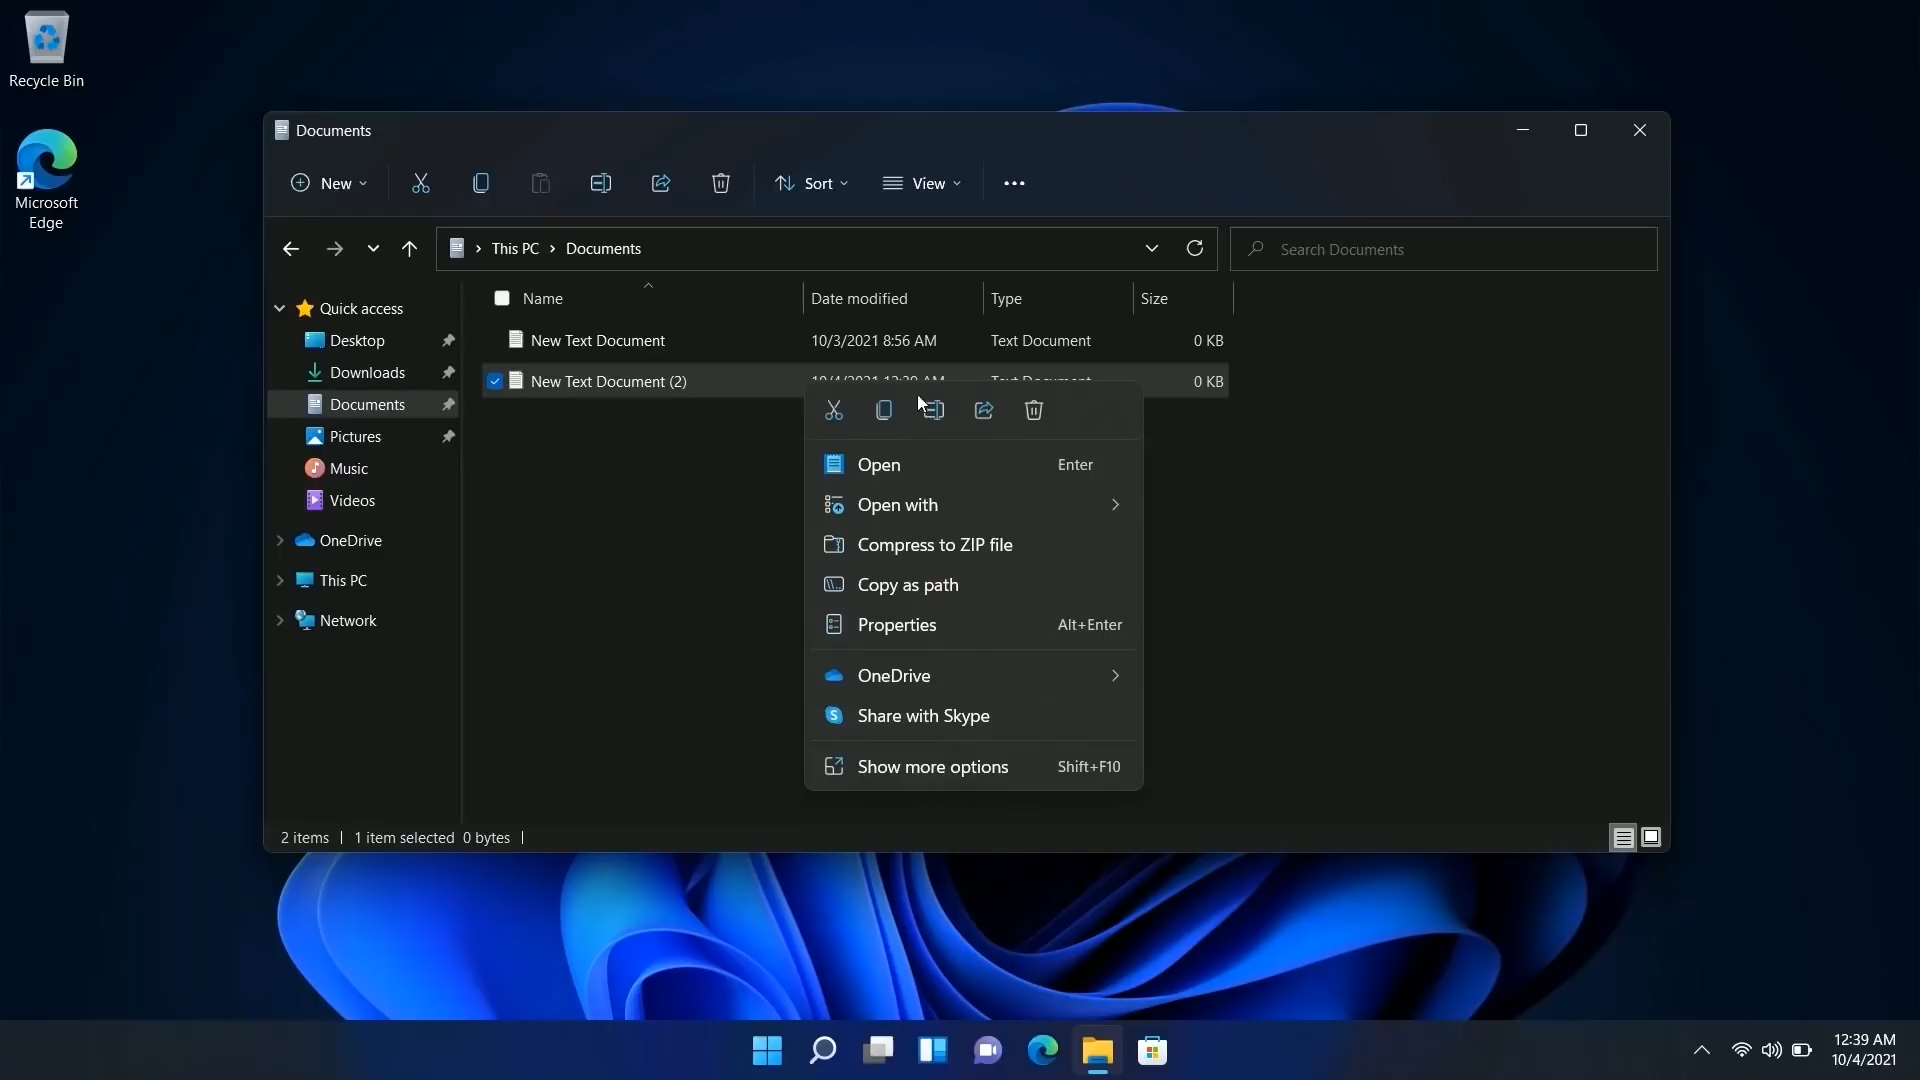 Recycle Bin
Microsoft
Edge
Documents
New
Sort
View
This PC
Documents
Search Documents
Name
Date modified
Type
Size
New Text Document
10/3/2021 8:56 AM
Text Document
0 KB
New Text Document (2)
10/4/2021 12:39 AM
Text Document
0 KB
Quick access
Desktop
Downloads
Documents
Pictures
Music
Videos
OneDrive
This PC
Network
Open
Enter
Open with
Compress to ZIP file
Copy as path
Properties
Alt+Enter
OneDrive
Share with Skype
Show more options
Shift+F10
2 items
1 item selected 0 bytes
12:39 AM
10/4/2021